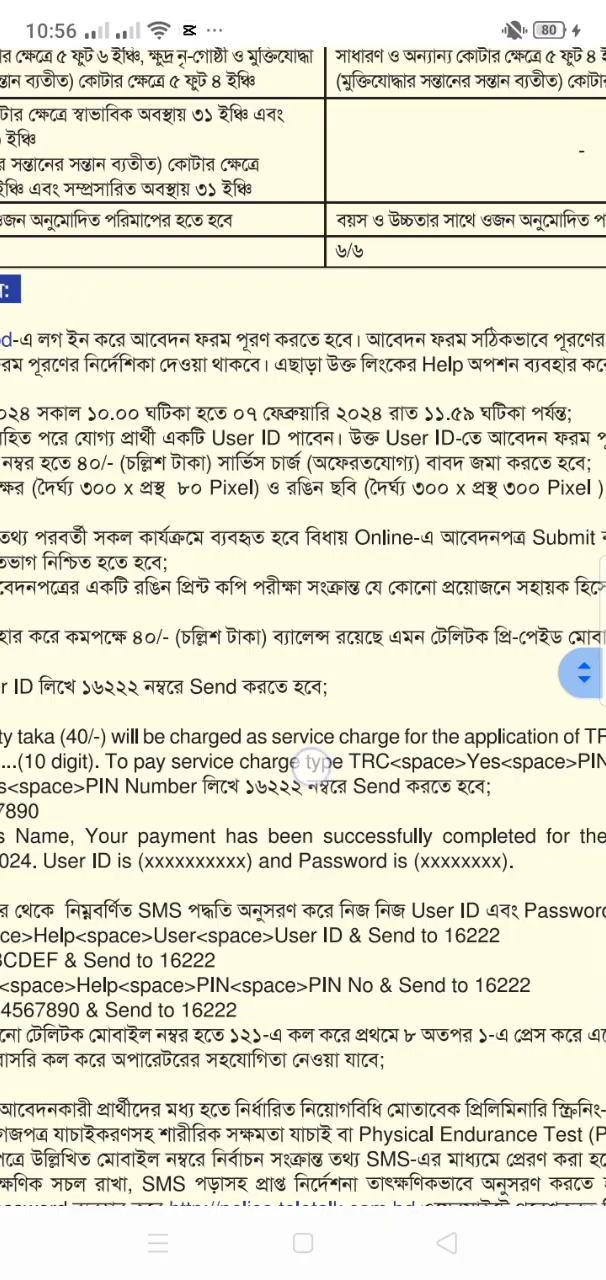 10:56
80
র ক্ষেত্রে ৫ ফুট ৬ ইঞ্চি, ক্ষুদ্র নৃ-গোষ্ঠী ও মুক্তিযোদ্ধা
সাধারণ ও অন্যান্য কোটার ক্ষেত্রে ৫ ফুট ৪ ই
তান ব্যতীত) কোটার ক্ষেত্রে ৫ ফুট ৪ ইঞ্চি
(মুক্তিযোদ্ধার সন্তানের সন্তান ব্যতীত) কোটার
টার ক্ষেত্রে স্বাভাবিক অবস্থায় ৩১ ইঞ্চি এবং
ইঞ্চি
-
র সন্তানের সন্তান ব্যতীত) কোটার ক্ষেত্রে
ইঞ্চি এবং সম্প্রসারিত অবস্থায় ৩১ ইঞ্চি
ওজন অনুমোদিত পরিমাপের হতে হবে
বয়স ও উচ্চতার সাথে ওজন অনুমোদিত প
৬/৬
d-এ লগ ইন করে আবেদন ফরম পূরণ করতে হবে। আবেদন ফরম সঠিকভাবে পূরণের
রম পূরণের নির্দেশিকা দেওয়া থাকবে। এছাড়া উক্ত লিংকের Help অপশন ব্যবহার করে
০২৪ সকাল ১০.০০ ঘটিকা হতে ০৭ ফেব্রুয়ারি ২০২৪ রাত ১১.৫৯ ঘটিকা পর্যন্ত;
হিত পরে যোগ্য প্রার্থী একটি User ID পাবেন। উক্ত User ID-তে আবেদন ফরম পূ
নম্বর হতে ৪০/- (চল্লিশ টাকা) সার্ভিস চার্জ (অফেরতযোগ্য) বাবদ জমা করতে হবে;
ক্ষর (দৈর্ঘ্য ৩০০ x প্রস্থ ৮০ Pixel) ও রঙিন ছবি (দৈর্ঘ্য ৩০০ x প্রস্থ ৩০০ Pixel )
তথ্য পরবর্তী সকল কার্যক্রমে ব্যবহৃত হবে বিধায় Online-এ আবেদনপত্র Submit ক
তভাগ নিশ্চিত হতে হবে;
বেদনপত্রের একটি রঙিন প্রিন্ট কপি পরীক্ষা সংক্রান্ত যে কোনো প্রয়োজনে সহায়ক হিসে
হার করে কমপক্ষে ৪০/- (চল্লিশ টাকা) ব্যালেন্স রয়েছে এমন টেলিটক প্রি-পেইড মোবা
r ID লিখে ১৬২২২ নম্বরে Send করতে হবে;
ty taka (40/-) will be charged as service charge for the application of TR
...(10 digit). To pay service charge type TRC<space>Yes<space>PIN
s<space>PIN Number লিখে ১৬২২২ নম্বরে Send করতে হবে;
7890
s Name, Your payment has been successfully completed for the
024. User ID is (xxxxxxxxxx) and Password is (xxxxxxxx).
র থেকে নিম্নবর্ণিত SMS পদ্ধতি অনুসরণ করে নিজ নিজ User ID এবং Password
ce>Help<space>User<space>User ID & Send to 16222
BCDEF & Send to 16222
<space>Help<space>PIN<space>PIN No & Send to 16222
4567890 & Send to 16222
নো টেলিটক মোবাইল নম্বর হতে ১২১-এ কল করে প্রথমে ৮ অতপর ১-এ প্রেস করে এ
াসরি কল করে অপারেটরের সহযোগিতা নেওয়া যাবে;
আবেদনকারী প্রার্থীদের মধ্য হতে নির্ধারিত নিয়োগবিধি মোতাবেক প্রিলিমিনারি স্ক্রিনিং-
গজপত্র যাচাইকরণসহ শারীরিক সক্ষমতা যাচাই বা Physical Endurance Test (P
পত্রে উল্লিখিত মোবাইল নম্বরে নির্বাচন সংক্রান্ত তথ্য SMS-এর মাধ্যমে প্রেরণ করা হ
ক্ষণিক সচল রাখা, SMS পড়াসহ প্রাপ্ত নির্দেশনা তাৎক্ষণিকভাবে অনুসরণ করতে হ